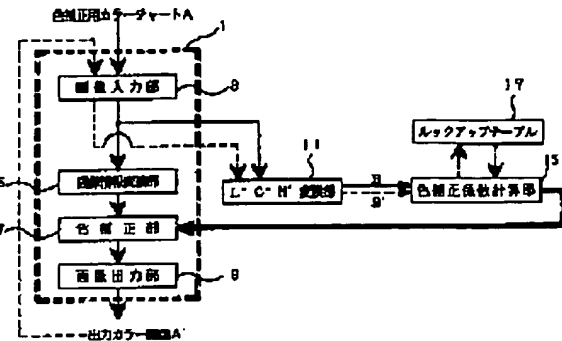 色補正用カラーチャートA
1
画像入力部
3
17
ルックアップテーブル
11
15
L* C* H* 変換部
B
B'
色補正係数計算部
5
7
色補正部
画像出力部
9
出力カラー画像A'